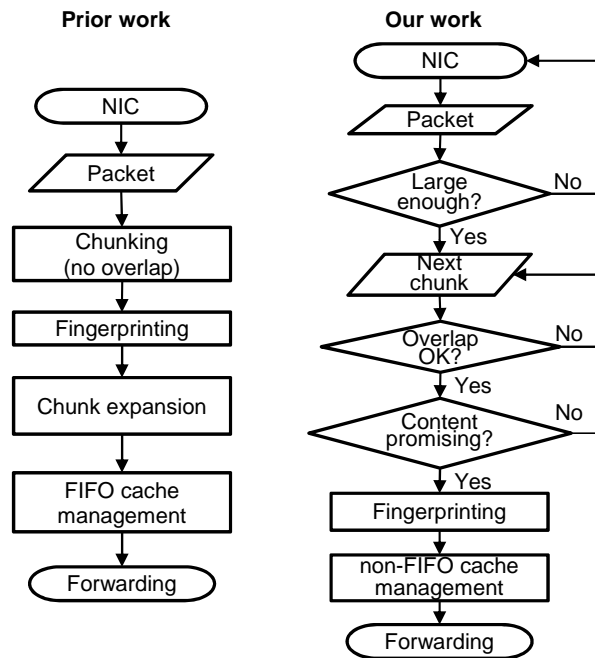 Prior work
NIC
Packet
Chunking
(no overlap)
Fingerprinting
Chunk expansion
FIFO cache
management
Forwarding
Our work
NIC
Packet
Large
enough?
No
Yes
Next
chunk
Overlap
OK?
No
Yes
Content
promising?
No
Yes
Fingerprinting
non-FIFO cache
management
Forwarding